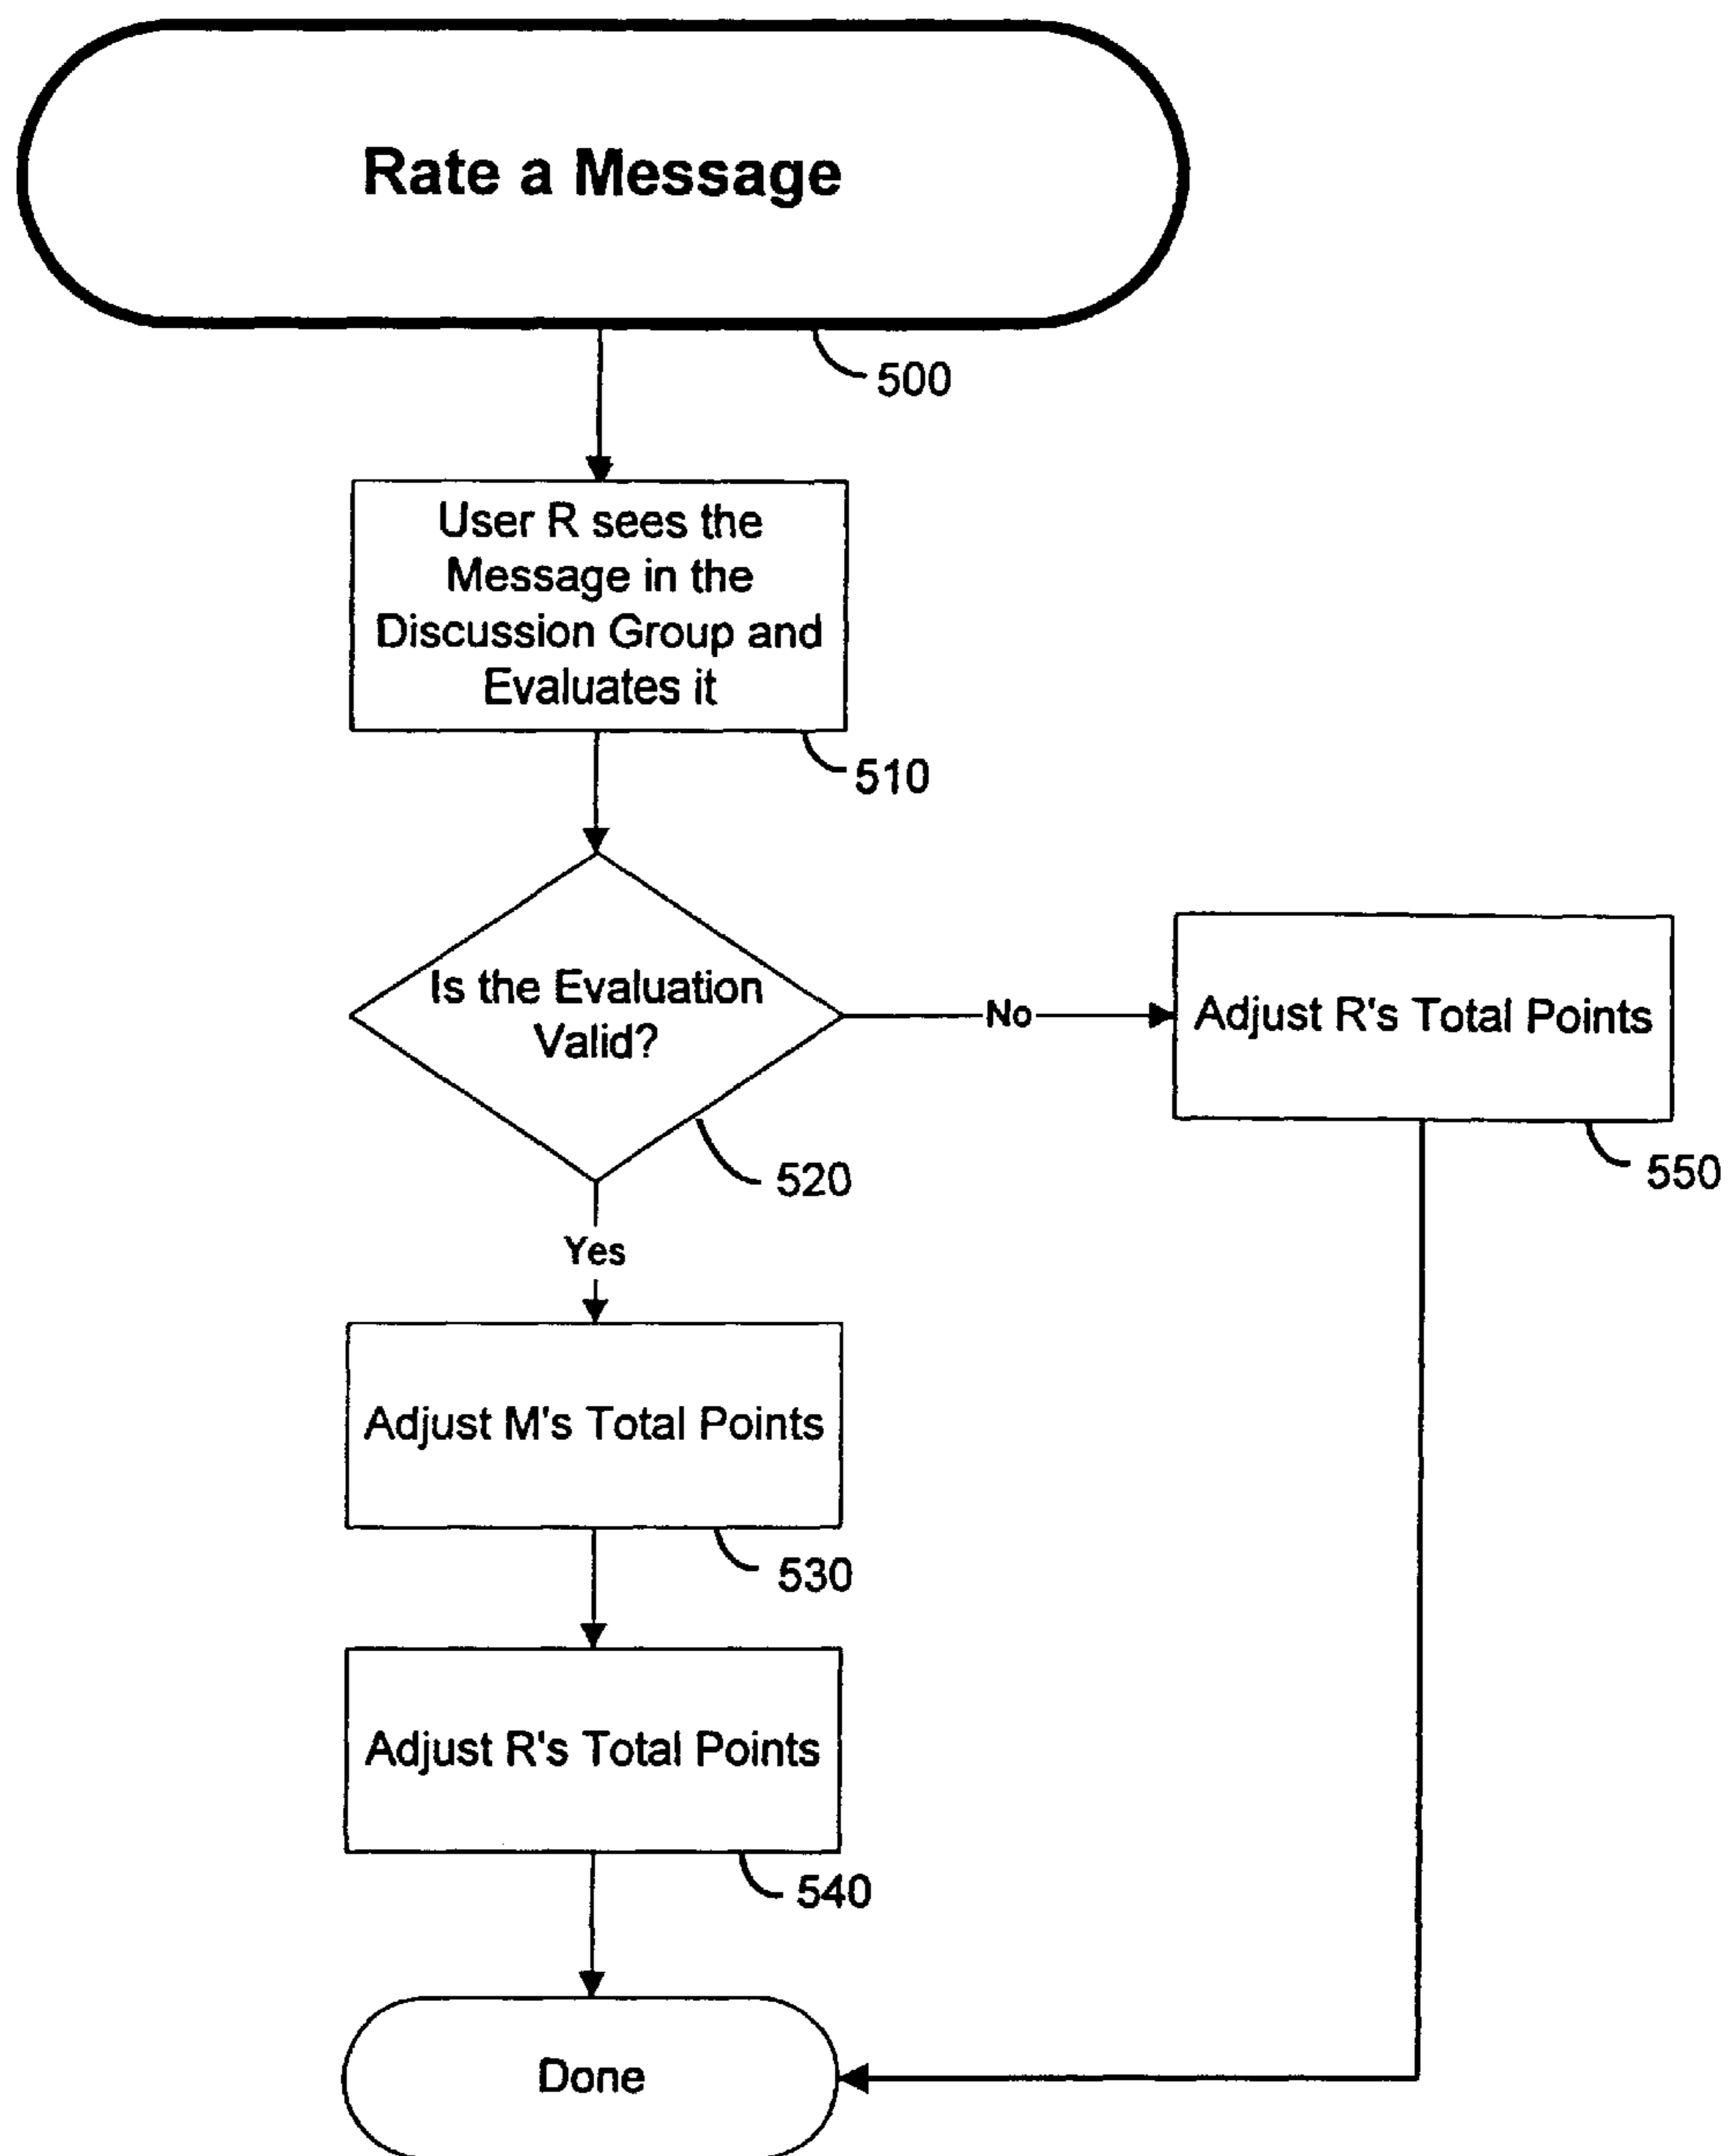 Rate a Message
500
User R sees the
Message in the
Discussion Group and
Evaluates it
510
Is the Evaluation
Valid?
No
Adjust R's Total Points
550
520
Yes
Adjust M's Total Points
530
Adjust R's Total Points
540
Done